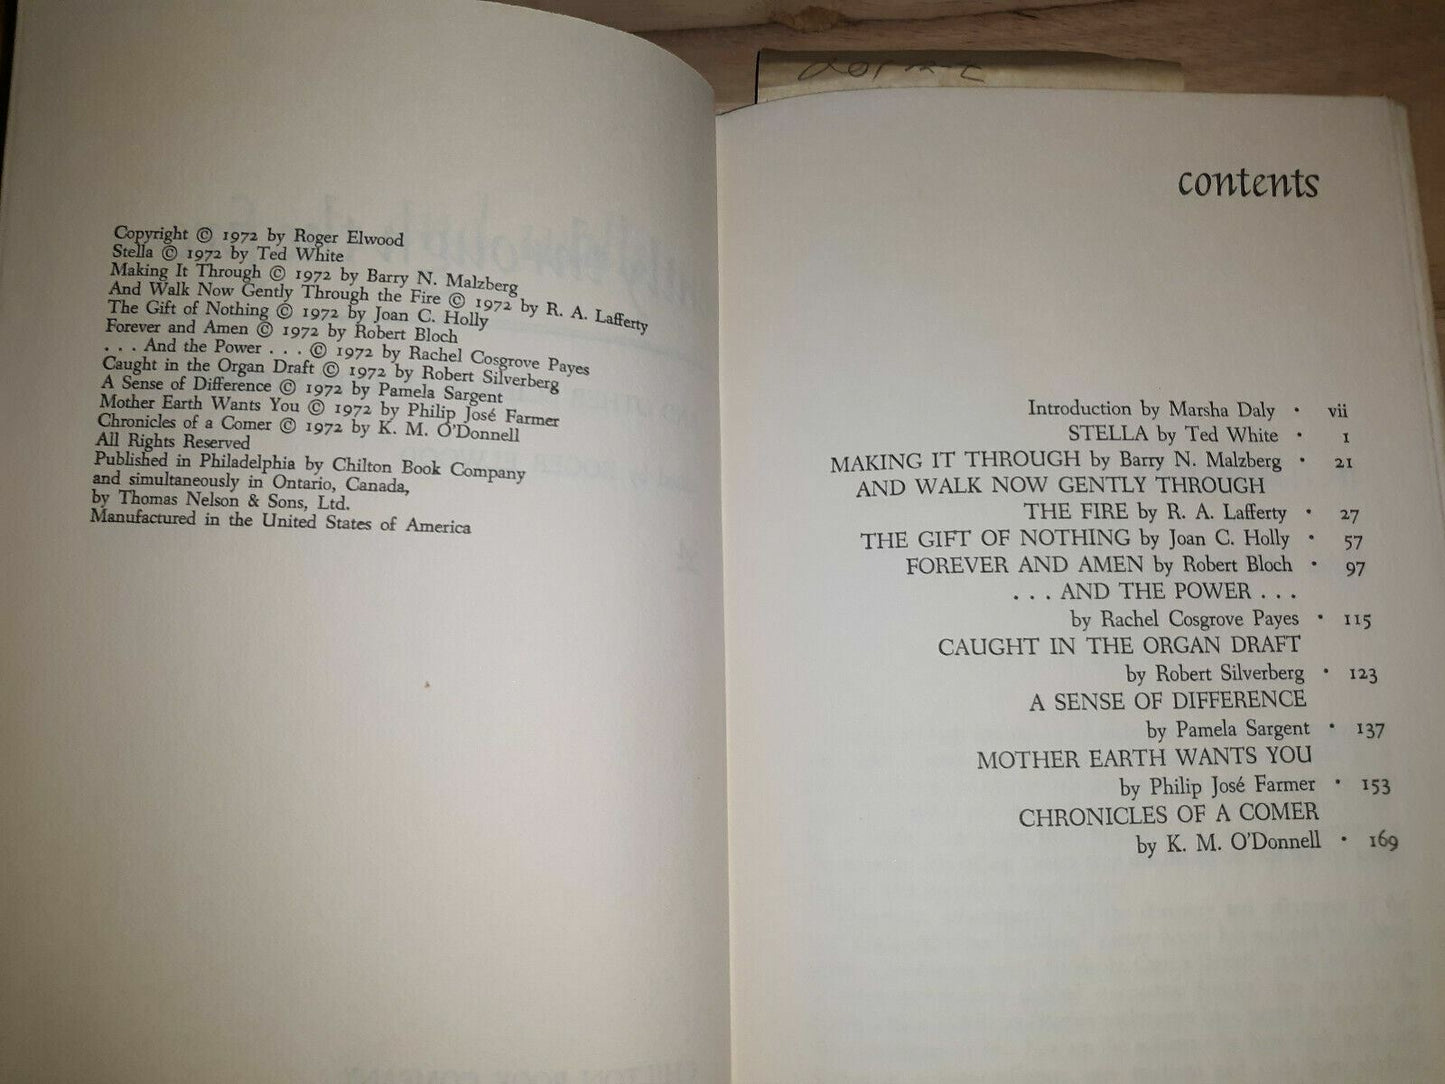 Copyright © 1972 by Roger Elwood
Stella © 1972 by Ted White
Making It Through © 1972 by Barry N. Malzberg
And Walk Now Gently Through the Fire © 1972 by R. A. Lafferty
The Gift of Nothing © 1972 by Joan C. Holly
Forever and Amen © 1972 by Robert Bloch
. . . And the Power . . . © 1972 by Rachel Cosgrove Payes
Caught in the Organ Draft © 1972 by Robert Silverberg
A Sense of Difference © 1972 by Pamela Sargent
Mother Earth Wants You © 1972 by Philip José Farmer
Chronicles of a Comer © 1972 by K. M. O'Donnell
All Rights Reserved
Published in Philadelphia by Chilton Book Company
and simultaneously in Ontario, Canada,
by Thomas Nelson & Sons, Ltd.
Manufactured in the United States of America
contents
Introduction by Marsha Daly • vii
STELLA by Ted White • 1
MAKING IT THROUGH by Barry N. Malzberg • 21
AND WALK NOW GENTLY THROUGH
THE FIRE by R. A. Lafferty • 27
THE GIFT OF NOTHING by Joan C. Holly • 57
FOREVER AND AMEN by Robert Bloch • 97
. . . AND THE POWER . . .
by Rachel Cosgrove Payes • 115
CAUGHT IN THE ORGAN DRAFT
by Robert Silverberg • 123
A SENSE OF DIFFERENCE
by Pamela Sargent • 137
MOTHER EARTH WANTS YOU
by Philip José Farmer • 153
CHRONICLES OF A COMER
by K. M. O'Donnell • 169